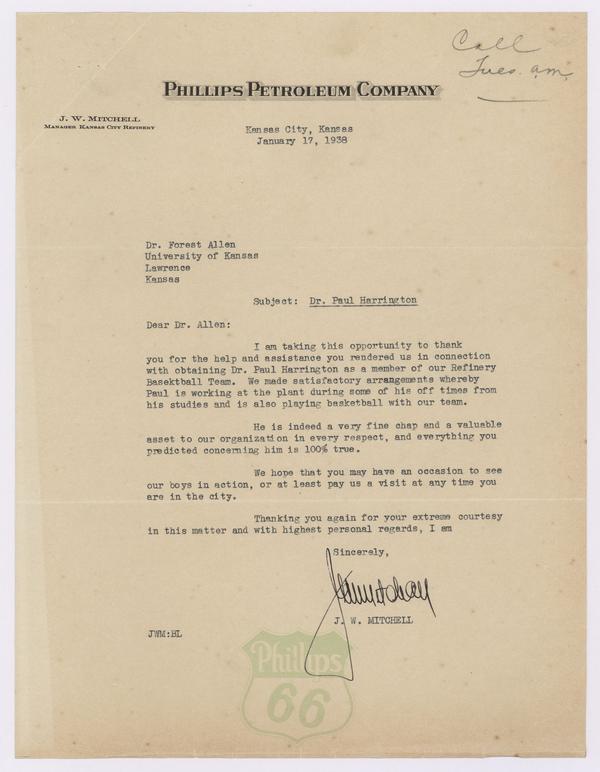 Call
Tues. a.m.
PHILLIPS PETROLEUM COMPANY
J. W. MITCHELL
MANAGER KANSAS CITY REFINERY
Kansas City, Kansas
January 17, 1938
Dr. Forest Allen
University of Kansas
Lawrence
Kansas
Subject: Dr. Paul Harrington
Dear Dr. Allen:
I am taking this opportunity to thank
you for the help and assistance you rendered us in connection
with obtaining Dr. Paul Harrington as a member of our Refinery
Basektball Team. We made satisfactory arrangements whereby
Paul is working at the plant during some of his off times from
his studies and is also playing basketball with our team.
He is indeed a very fine chap and a valuable
asset to our organization in every respect, and everything you
predicted concerning him is 100% true.
We hope that you may have an occasion to see
our boys in action, or at least pay us a visit at any time you
are in the city.
Thanking you again for your extreme courtesy
in this matter and with highest personal regards, I am
Sincerely,
J. W. Mitchell
J. W. MITCHELL
JWM:BL
Phillips
66